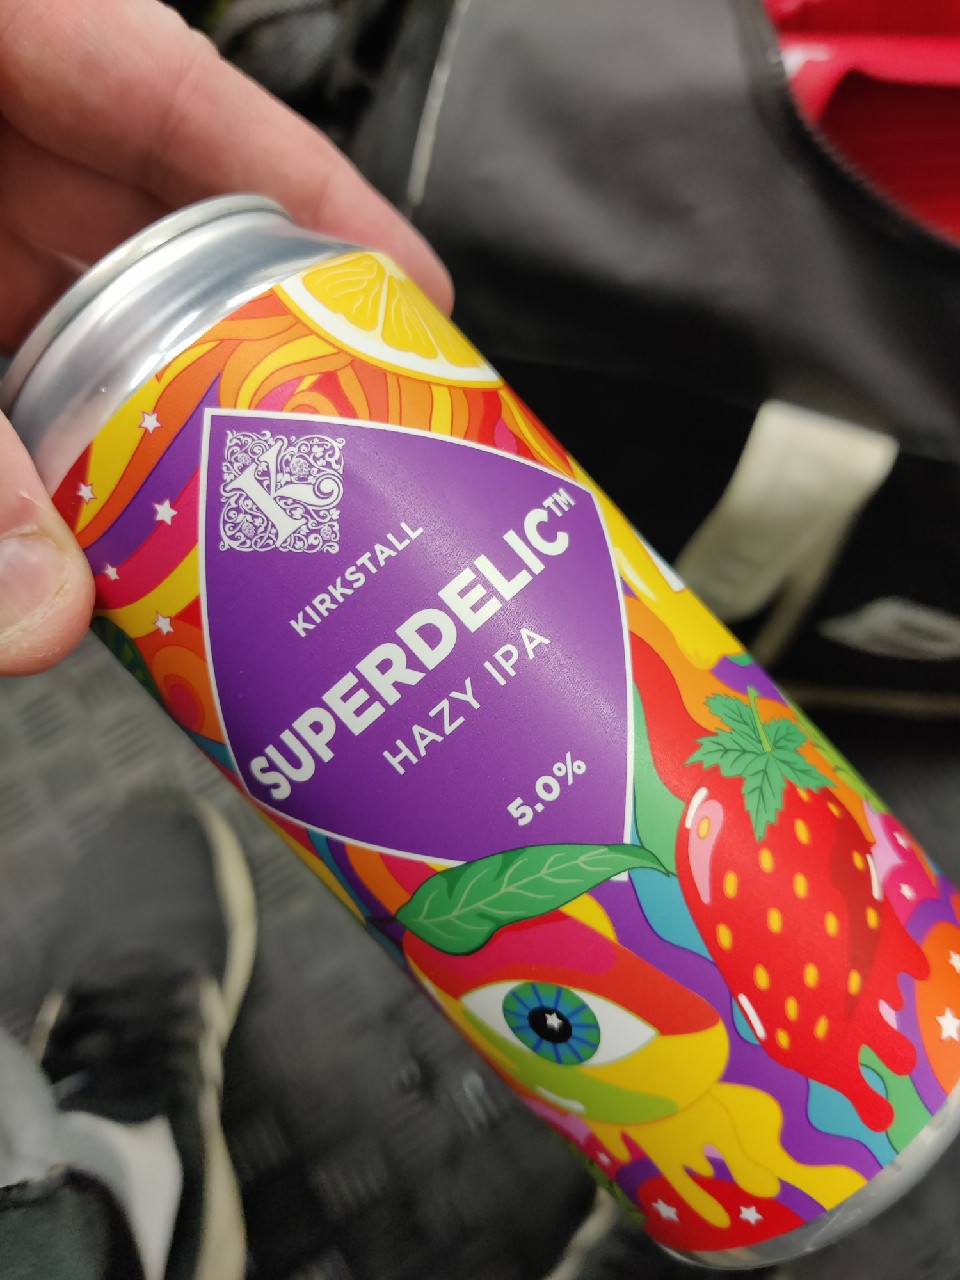 K
KIRKSTALL
SUPERDELIC™
HAZY IPA
5.0%